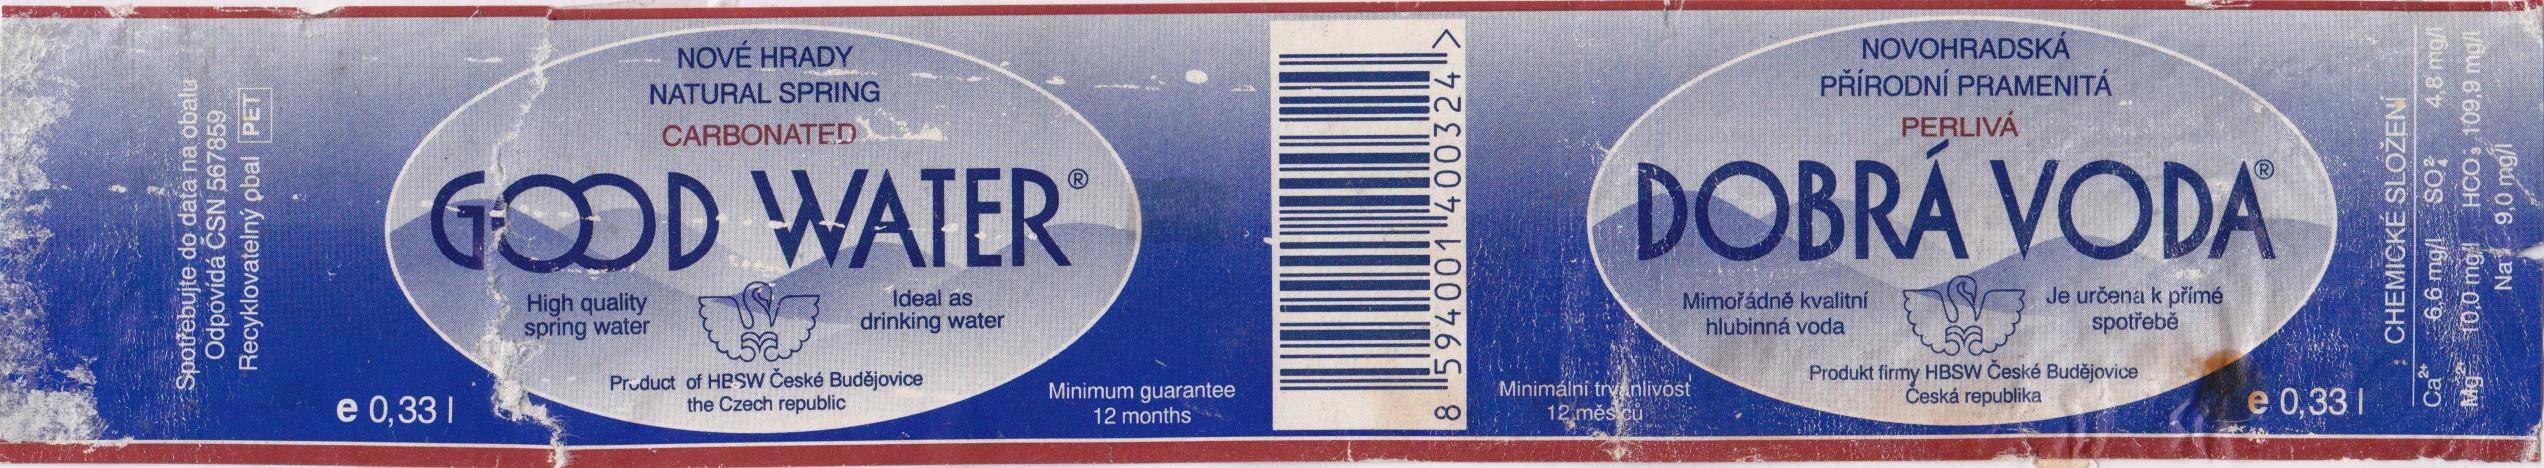 Spotřebujte do data na obalu
Odpovídá ČSN 567859
Recyklovatelný obal PET
e 0,33 l
NOVÉ HRADY
NATURAL SPRING
CARBONATED
GOOD WATER®
High quality
spring water
Ideal as
drinking water
Product of HBSW České Budějovice
the Czech republic
Minimum guarantee
12 months
8 594001 400324 >
Minimální trvanlivost
12 měsíců
NOVOHRADSKÁ
PŘÍRODNÍ PRAMENITÁ
PERLIVÁ
DOBRÁ VODA®
Mimořádně kvalitní
hlubinná voda
Je určena k přímé
spotřebě
Produkt firmy HBSW České Budějovice
Česká republika
e 0,33 l
CHEMICKÉ SLOŽENÍ
Ca²⁺ 6,6 mg/l SO₄²⁻ 4,8 mg/l
Mg²⁺ 10,0 mg/l HCO₃ 109,9 mg/l
Na 9,0 mg/l